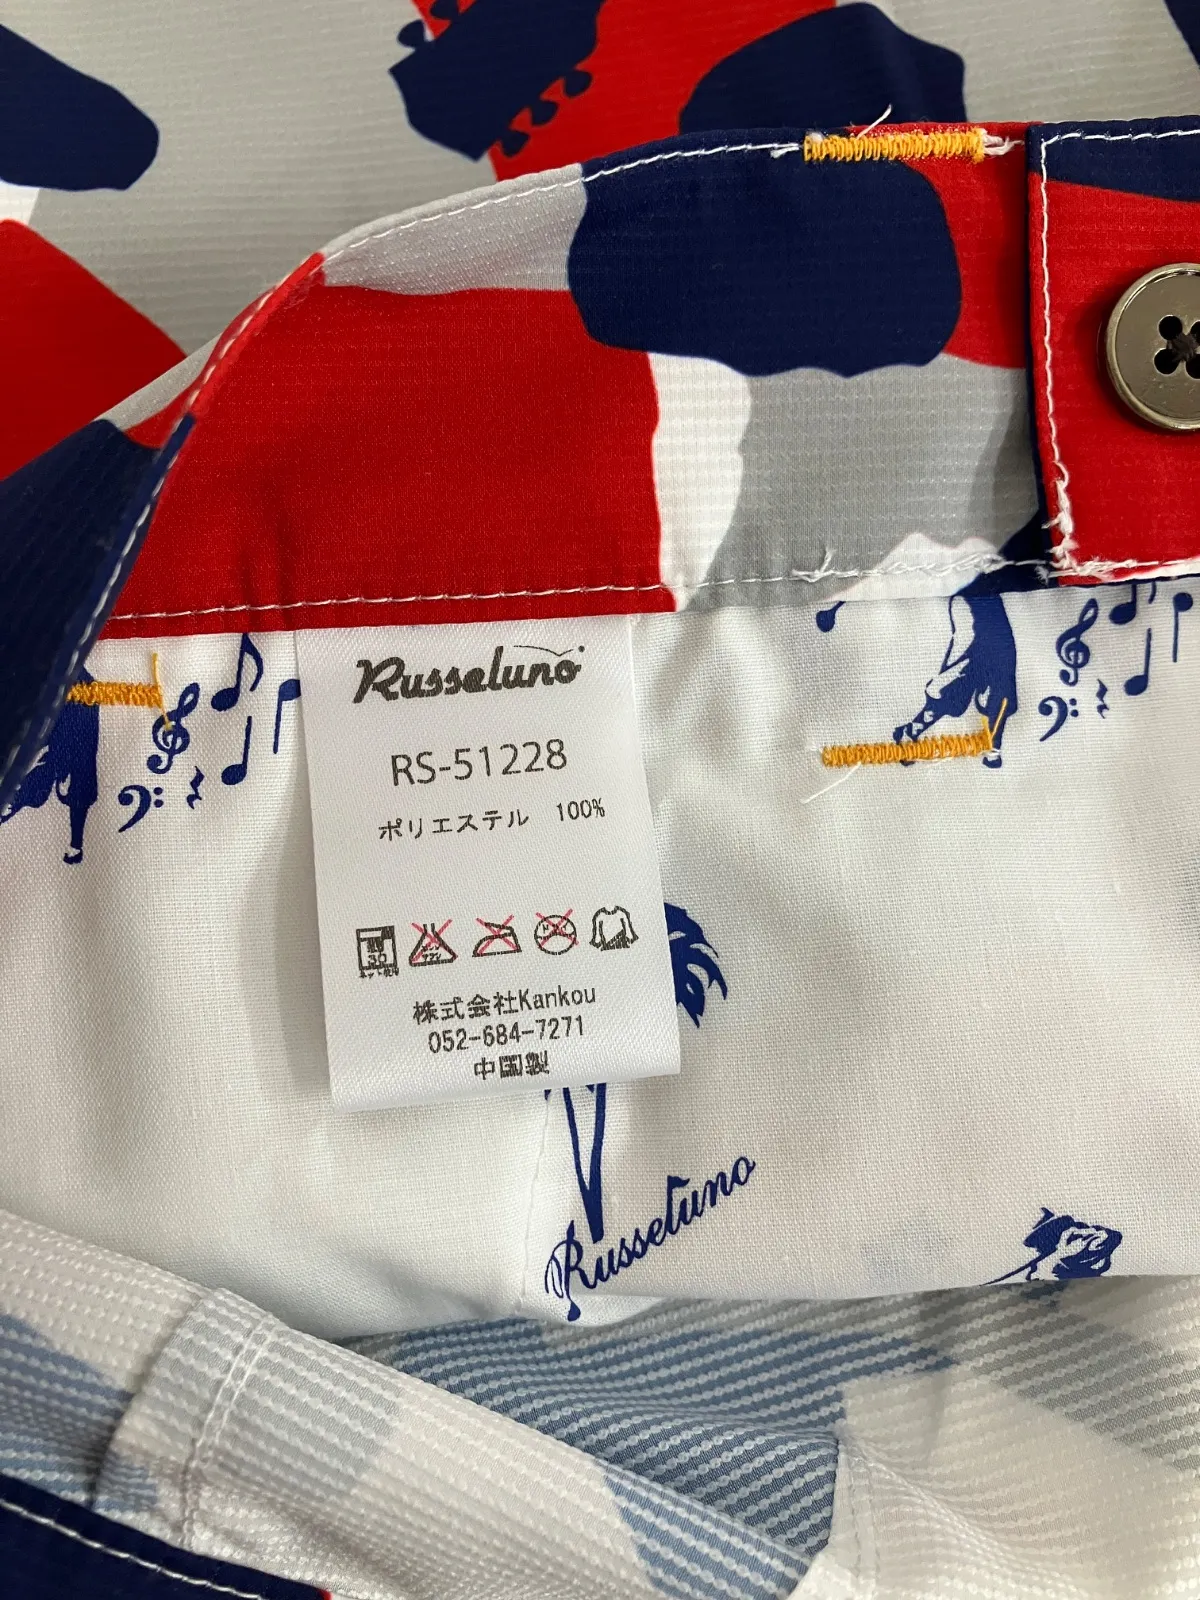 Russeluno
RS-51228
ポリエステル 100%
30
株式会社Kankou
052-684-7271
中国製
Russeluno